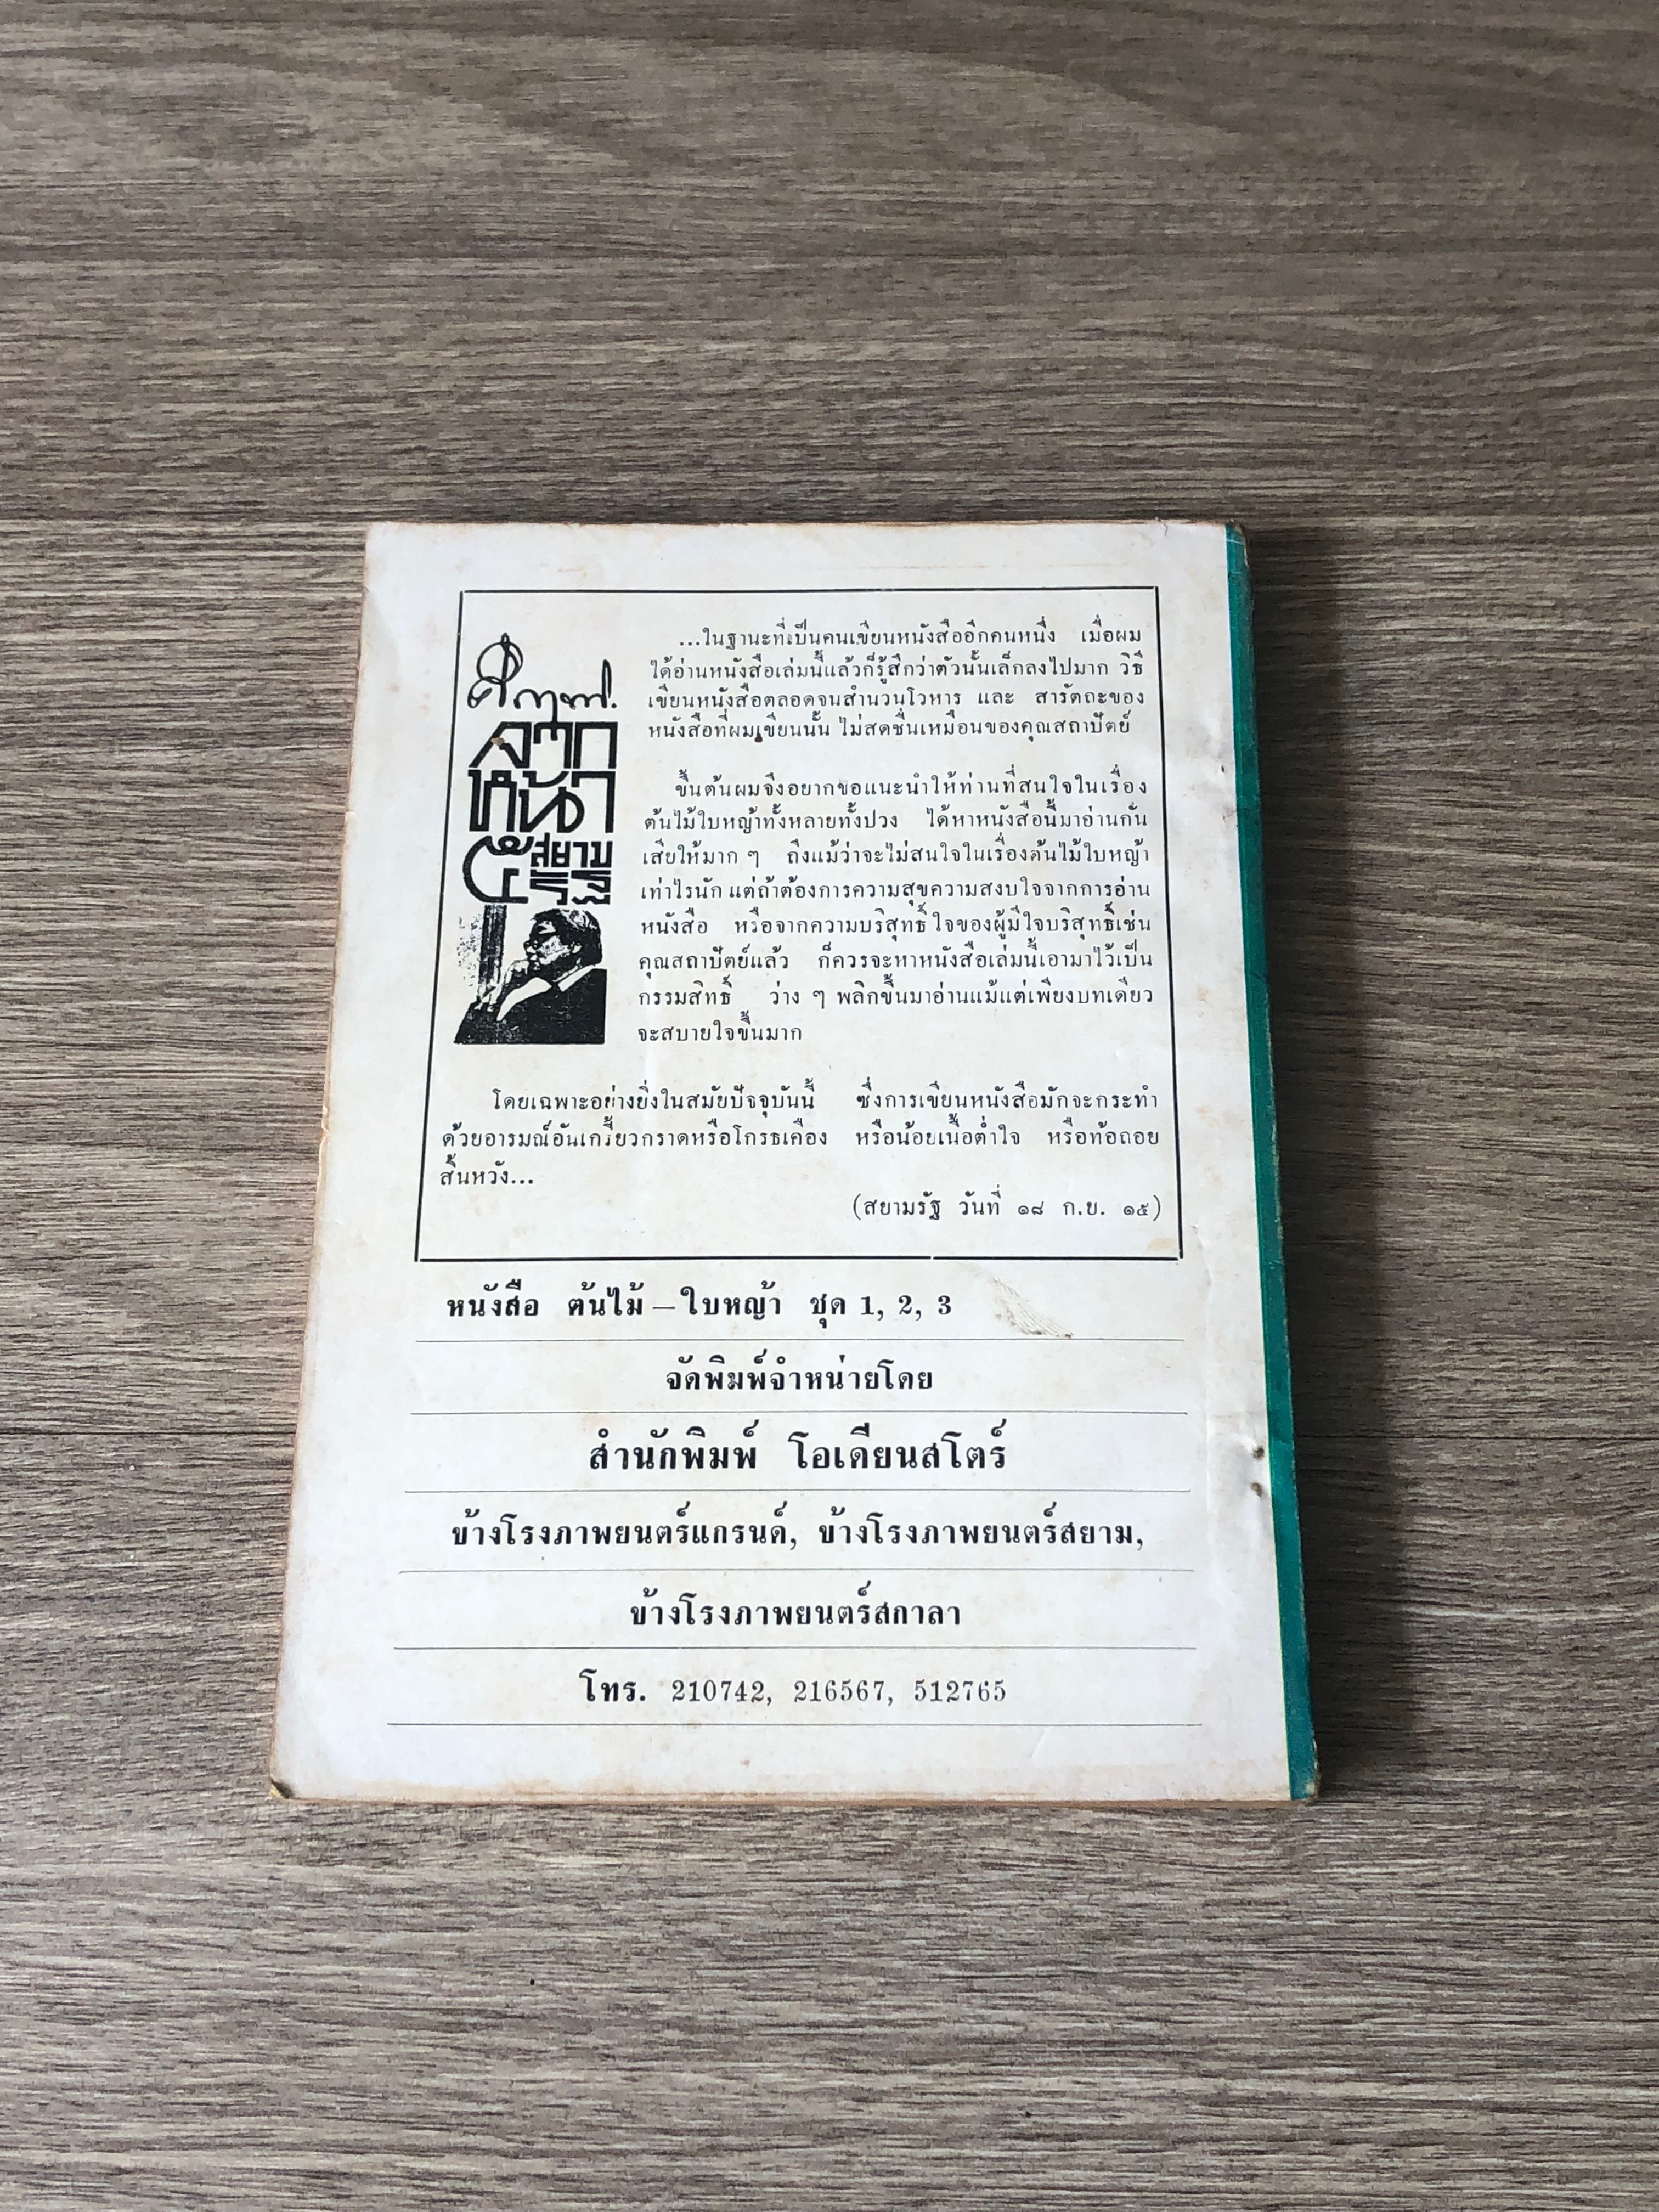 คึกฤทธิ์
จาก
หน้า
๕ สยาม
รัฐ
...ในฐานะที่เป็นคนเขียนหนังสืออีกคนหนึ่ง เมื่อผม
ได้อ่านหนังสือเล่มนี้แล้วก็รู้สึกว่าตัวนั้นเล็กลงไปมาก วิธี
เขียนหนังสือตลอดจนสำนวนโวหาร และ สารัตถะของ
หนังสือที่ผมเขียนนั้น ไม่สดชื่นเหมือนของคุณสถาปัตย์
ขั้นต้นผมจึงอยากขอแนะนำให้ท่านที่สนใจในเรื่อง
ต้นไม้ใบหญ้าทั้งหลายทั้งปวง ได้หาหนังสือนี้มาอ่านกัน
เสียให้มาก ๆ ถึงแม้ว่าจะไม่สนใจในเรื่องต้นไม้ใบหญ้า
เท่าไรนัก แต่ถ้าต้องการความสุขความสงบใจจากการอ่าน
หนังสือ หรือจากความบริสุทธิ์ใจของผู้มีใจบริสุทธิ์เช่น
คุณสถาปัตย์แล้ว ก็ควรจะหาหนังสือเล่มนี้เอามาไว้เป็น
กรรมสิทธิ์ ว่าง ๆ พลิกขึ้นมาอ่านแม้แต่เพียงบทเดียว
จะสบายใจขึ้นมาก
โดยเฉพาะอย่างยิ่งในสมัยปัจจุบันนี้ ซึ่งการเขียนหนังสือมักจะกระทำ
ด้วยอารมณ์อันเกรี้ยวกราดหรือโกรธเคือง หรือน้อยเนื้อต่ำใจ หรือท้อถอย
สิ้นหวัง...
(สยามรัฐ วันที่ ๑๘ ก.ย. ๑๕)
หนังสือ ต้นไม้ – ใบหญ้า ชุด 1, 2, 3
จัดพิมพ์จำหน่ายโดย
สำนักพิมพ์ โอเดียนสโตร์
ข้างโรงภาพยนตร์แกรนด์, ข้างโรงภาพยนตร์สยาม,
ข้างโรงภาพยนตร์สกาลา
โทร. 210742, 216567, 512765